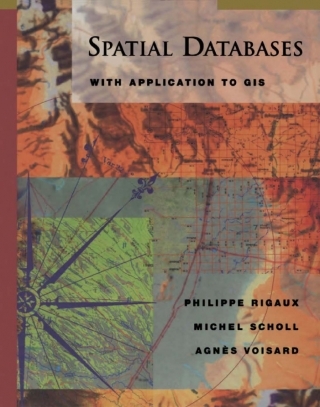 SPATIAL DATABASES
WITH APPLICATION TO GIS
PHILIPPE RIGAUX
MICHEL SCHOLL
AGNÈS VOISARD